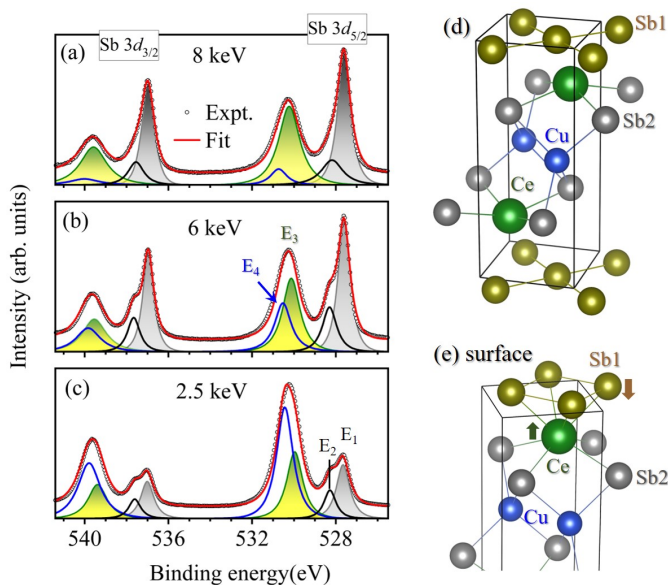 Sb 3d3/2
Sb 3d5/2
(a)
8 keV
Expt.
Fit
(b)
6 keV
E3
E4
(c)
2.5 keV
E2
E1
540
536
532
528
Binding energy(eV)
Intensity (arb. units)
(d)
Sb1
Cu
Sb2
Ce
(e) surface
Sb1
Ce
Sb2
Cu